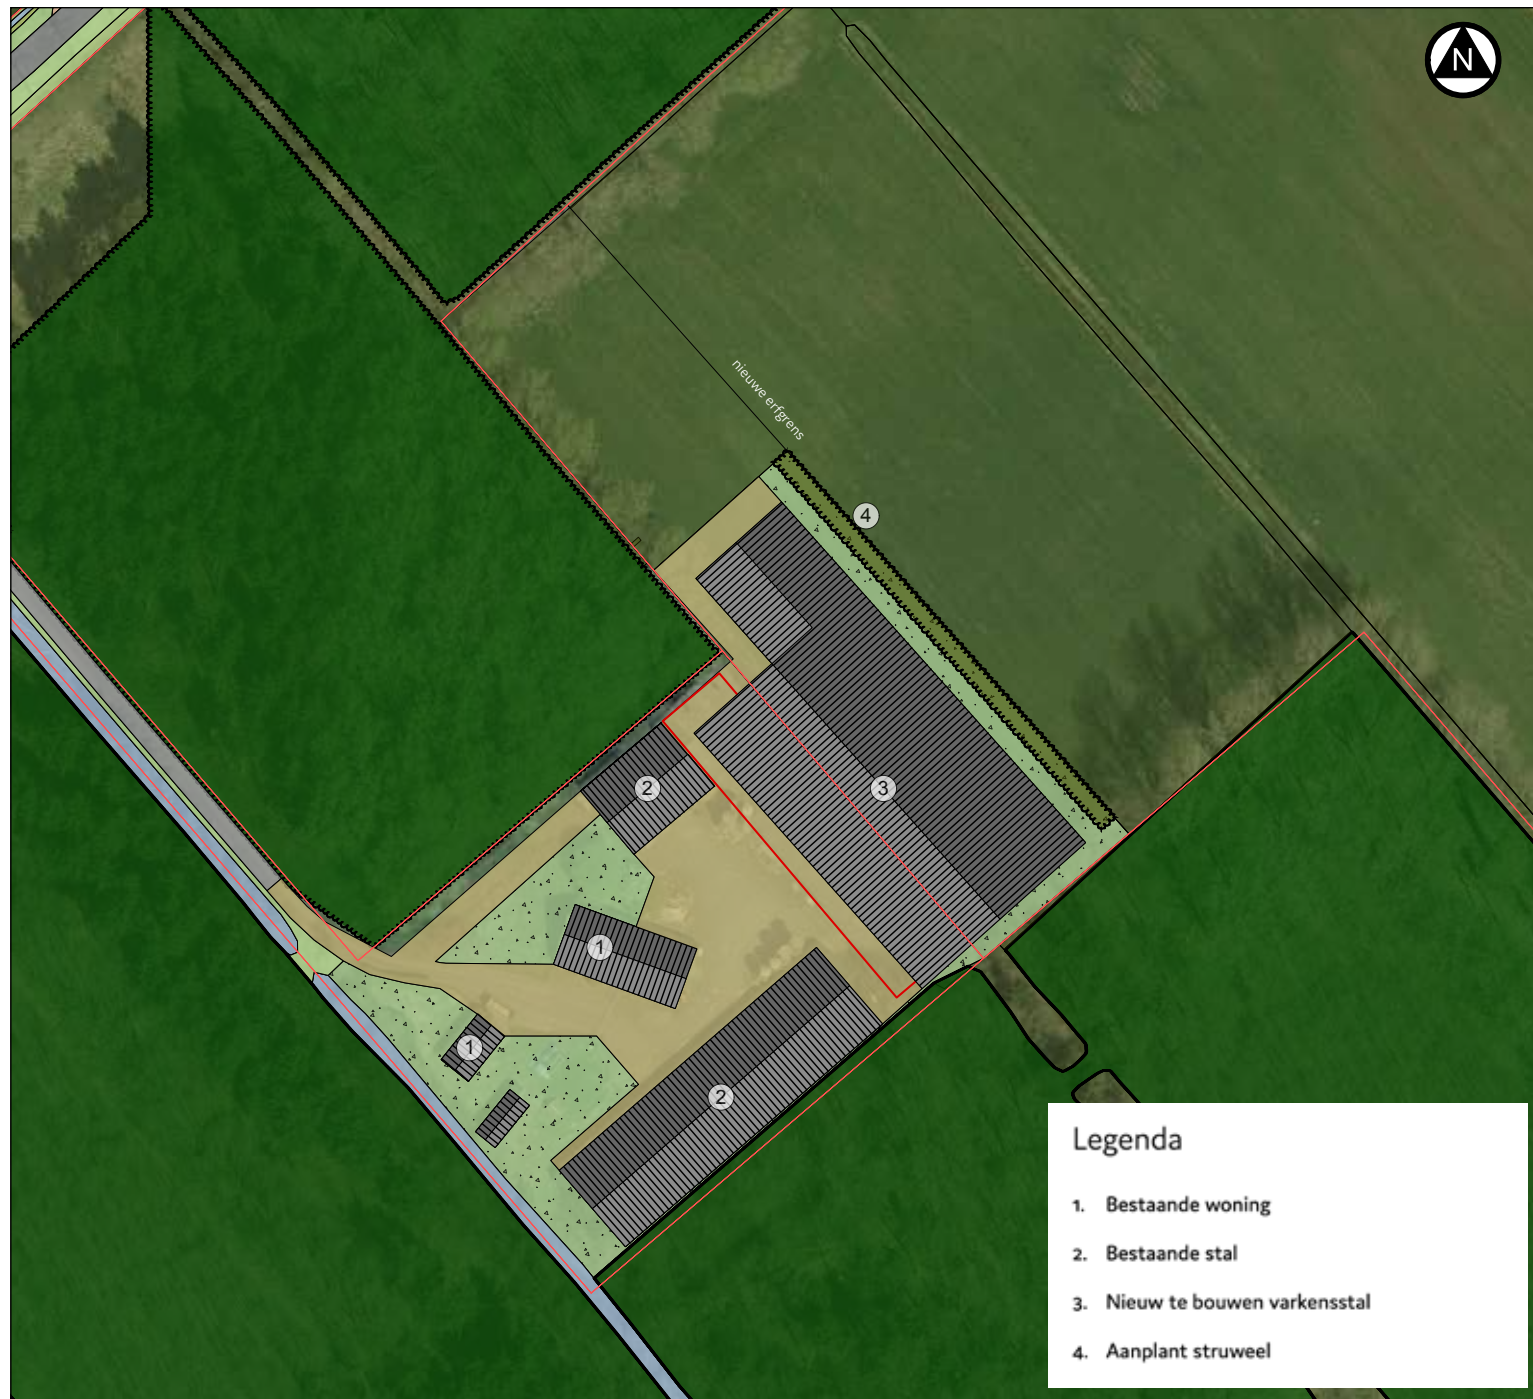 N
nieuwe erfgrens
4
2
3
1
1
2
Legenda
1. Bestaande woning
2. Bestaande stal
3. Nieuw te bouwen varkensstal
4. Aanplant struweel